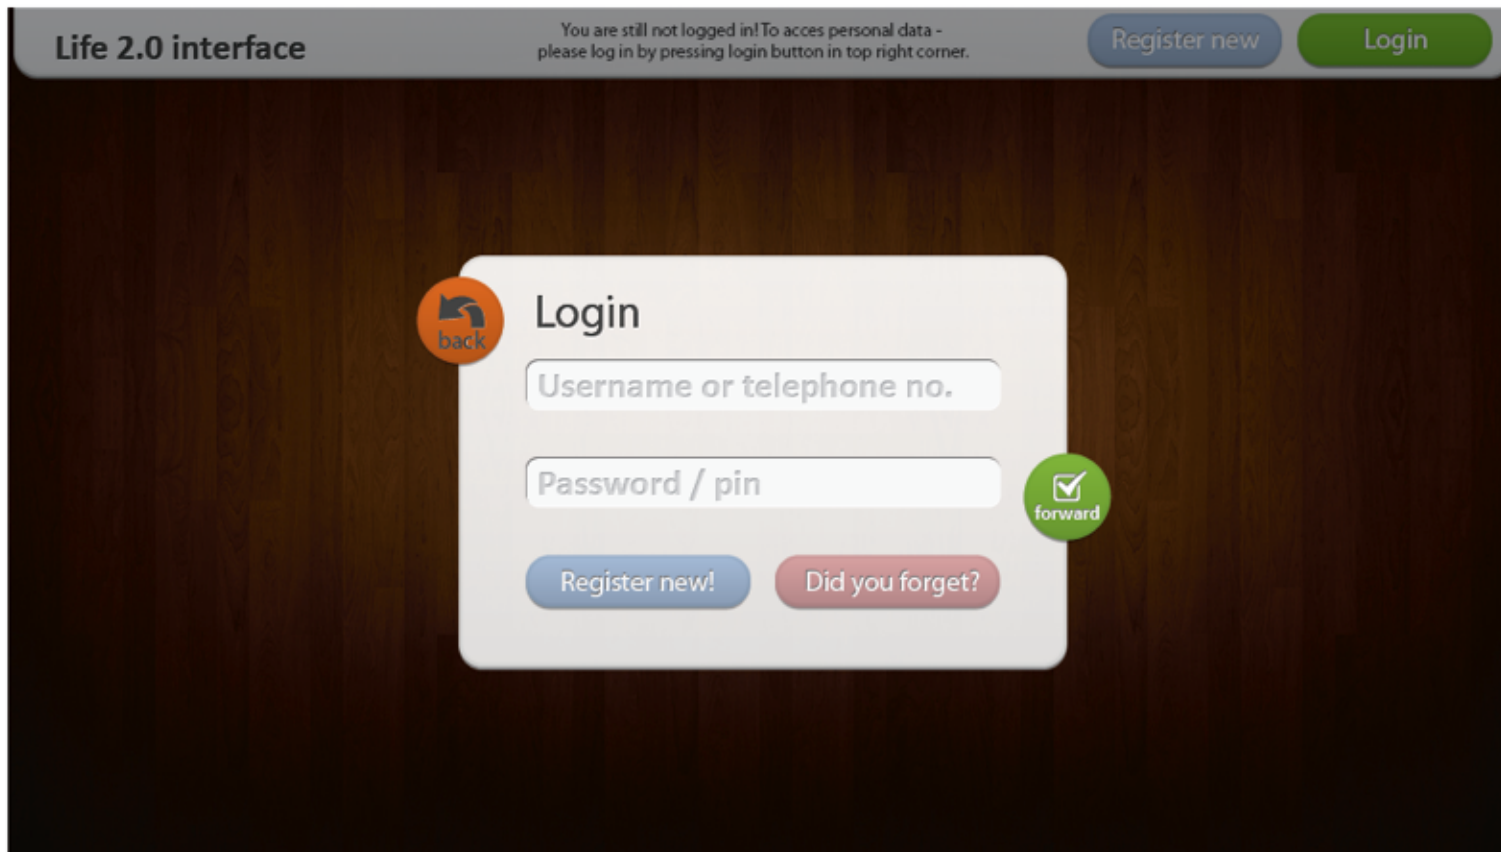 Life 2.0 interface
You are still not logged in! To acces personal data -
please log in by pressing login button in top right corner.
Register new
Login
back
Login
Username or telephone no.
Password / pin
forward
Register new!
Did you forget?